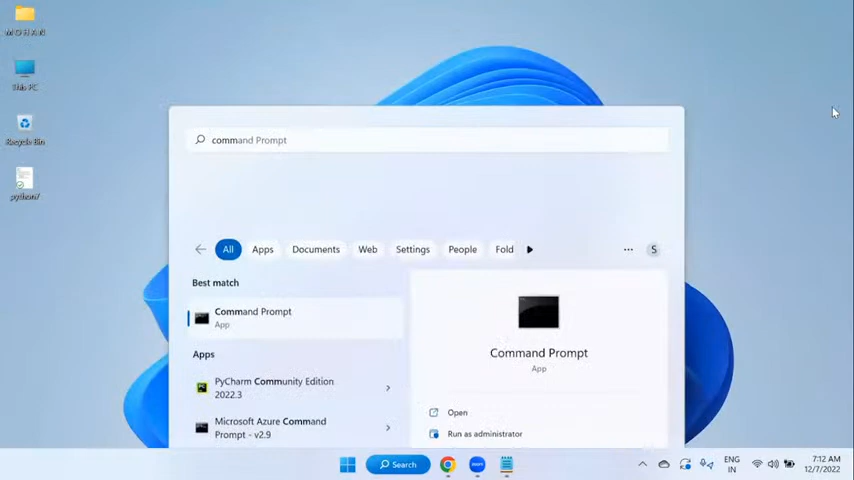 MOHAN
This PC
Recycle Bin
python7
command Prompt
All
Apps
Documents
Web
Settings
People
Fold
S
Best match
Command Prompt
App
Apps
PyCharm Community Edition
2022.3
Microsoft Azure Command
Prompt - v2.9
Command Prompt
App
Open
Run as administrator
Search
ENG
IN
7:12 AM
12/7/2022